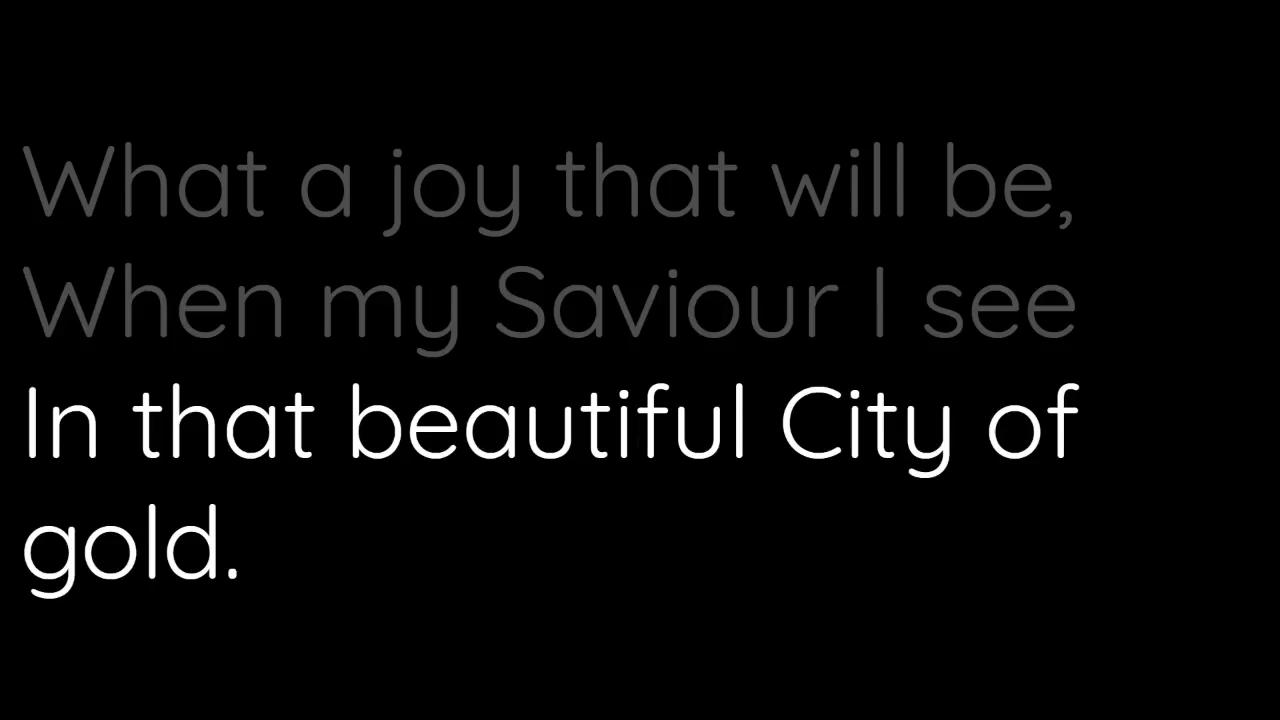 What a joy that will be,
When my Saviour I see
In that beautiful City of
gold.